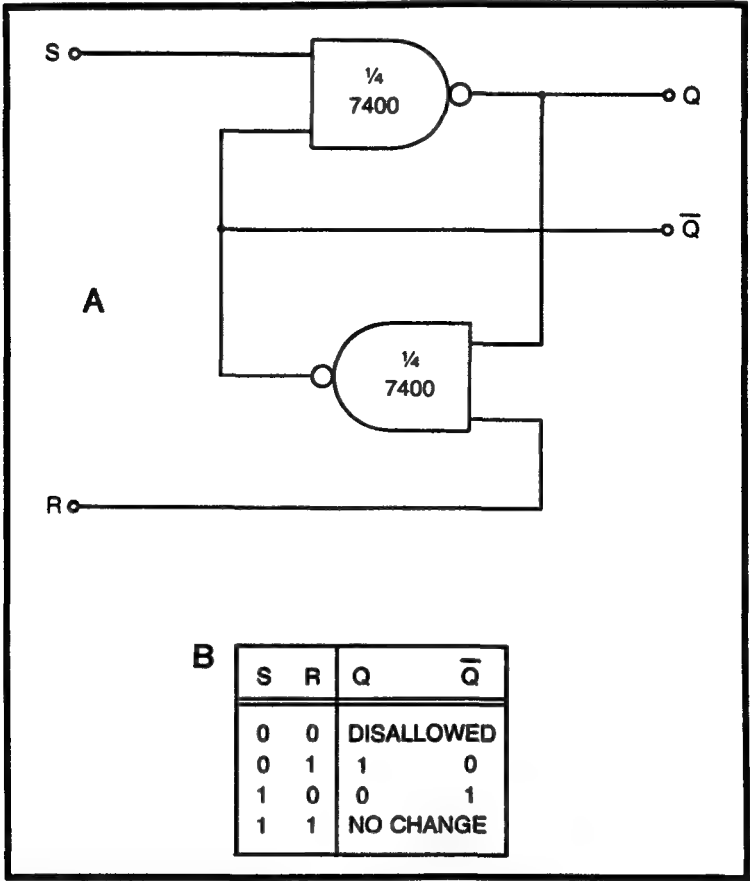 S
¼
7400
Q
Q̅
A
¼
7400
R
B
S R Q Q̅
0 0 DISALLOWED
0 1 1 0
1 0 0 1
1 1 NO CHANGE